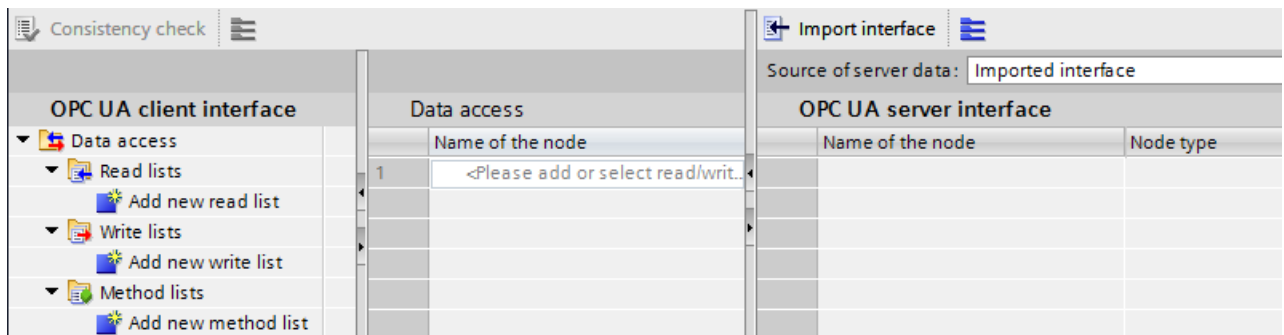 Consistency check
Import interface
Source of server data: Imported interface
OPC UA client interface
Data access
OPC UA server interface
Data access
Name of the node
Name of the node
Node type
Read lists
1
<Please add or select read/writ...
Add new read list
Write lists
Add new write list
Method lists
Add new method list